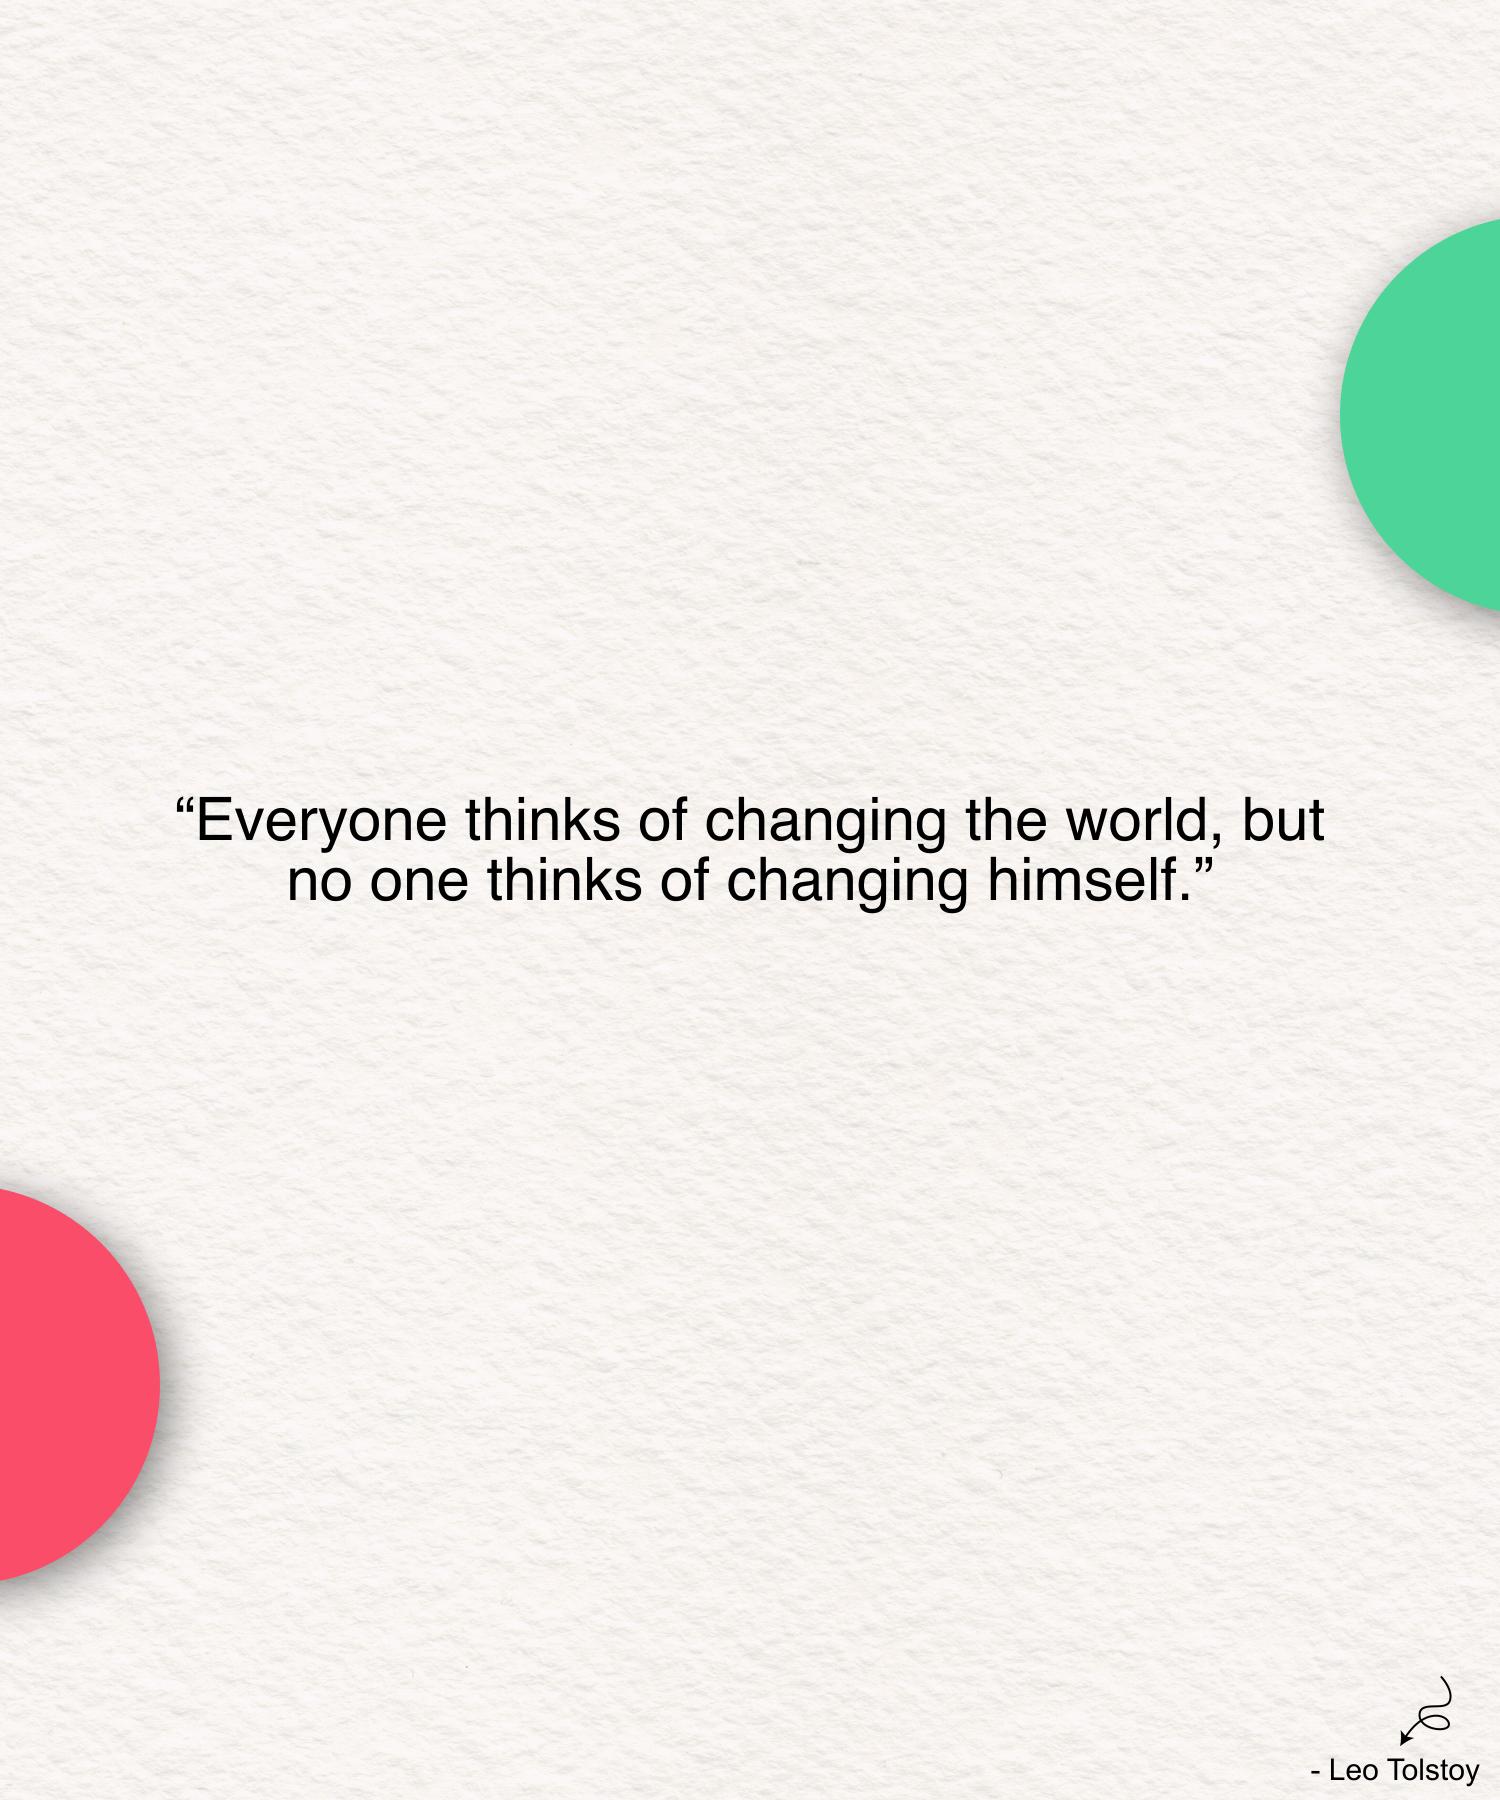 “Everyone thinks of changing the world, but
no one thinks of changing himself.”
- Leo Tolstoy